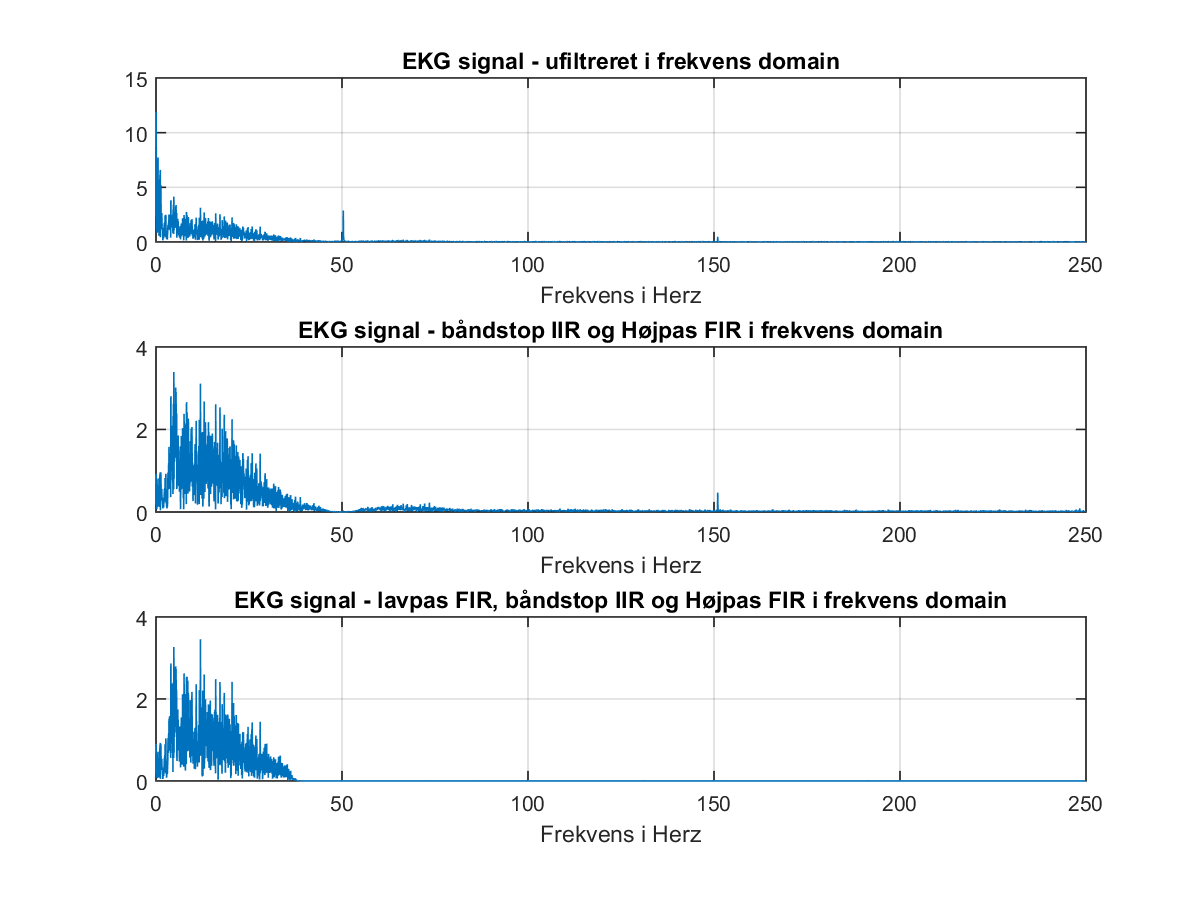 EKG signal - ufiltreret i frekvens domain
15
10
5
0
0 50 100 150 200 250
Frekvens i Herz
EKG signal - båndstop IIR og Højpas FIR i frekvens domain
4
2
0
0 50 100 150 200 250
Frekvens i Herz
EKG signal - lavpas FIR, båndstop IIR og Højpas FIR i frekvens domain
4
2
0
0 50 100 150 200 250
Frekvens i Herz